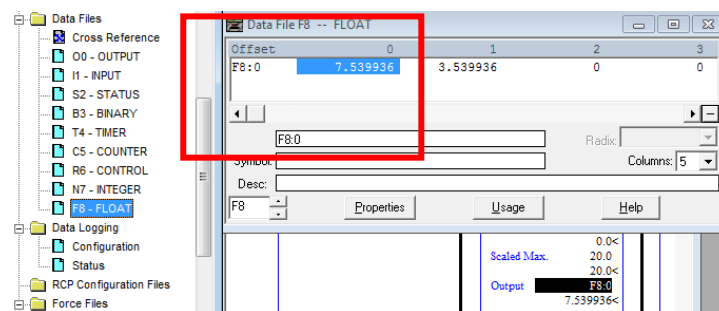 Data Files
Cross Reference
O0 - OUTPUT
I1 - INPUT
S2 - STATUS
B3 - BINARY
T4 - TIMER
C5 - COUNTER
R6 - CONTROL
N7 - INTEGER
F8 - FLOAT
Data Logging
Configuration
Status
RCP Configuration Files
Force Files
Data File F8 -- FLOAT
Offset 0 1 2 3
F8:0 7.539936 3.539936 0 0
F8:0 Radix:
Symbol: Columns: 5
Desc:
F8 Properties Usage Help
0.0<
Scaled Max. 20.0
20.0<
Output F8:0
7.539936<